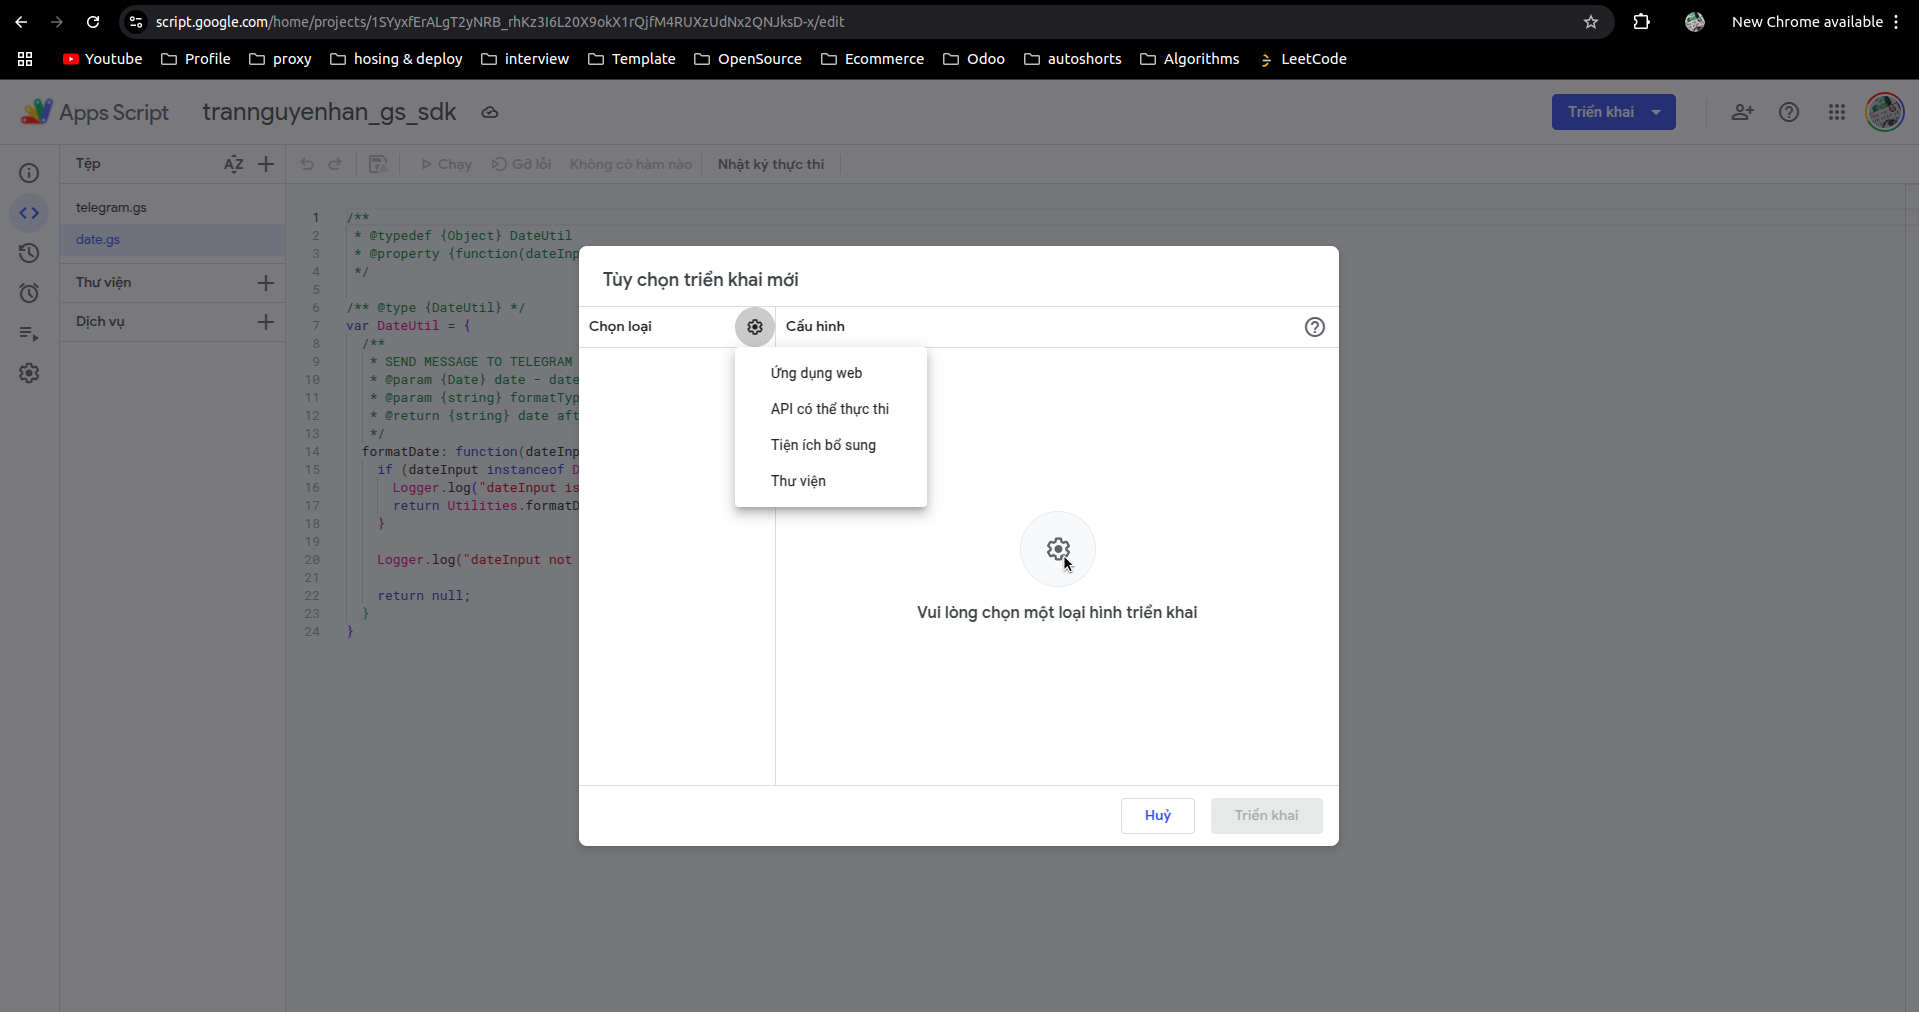 script.google.com/home/projects/1SYyxfErALgT2yNRB_rhKz3I6L20X9okX1rQjfM4RUXzUdNx2QNJksD-x/edit
New Chrome available
Youtube Profile proxy hosing & deploy interview Template OpenSource Ecommerce Odoo autoshorts Algorithms LeetCode
Apps Script trannguyenhan_gs_sdk Triển khai
Tệp AZ Chạy Gỡ lỗi Không có hàm nào Nhật ký thực thi
telegram.gs
date.gs
Thư viện
Dịch vụ
1 /**
2 * @typedef {Object} DateUtil
3 * @property {function(dateInp
4 */
5
6 /** @type {DateUtil} */
7 var DateUtil = {
8 /**
9 * SEND MESSAGE TO TELEGRAM
10 * @param {Date} date - date
11 * @param {string} formatTyp
12 * @return {string} date aft
13 */
14 formatDate: function(dateInp
15 if (dateInput instanceof D
16 Logger.log("dateInput is
17 return Utilities.formatD
18 }
19
20 Logger.log("dateInput not
21
22 return null;
23 }
24 }
Tùy chọn triển khai mới
Chọn loại
Cấu hình
Ứng dụng web
API có thể thực thi
Tiện ích bổ sung
Thư viện
Vui lòng chọn một loại hình triển khai
Huỷ Triển khai